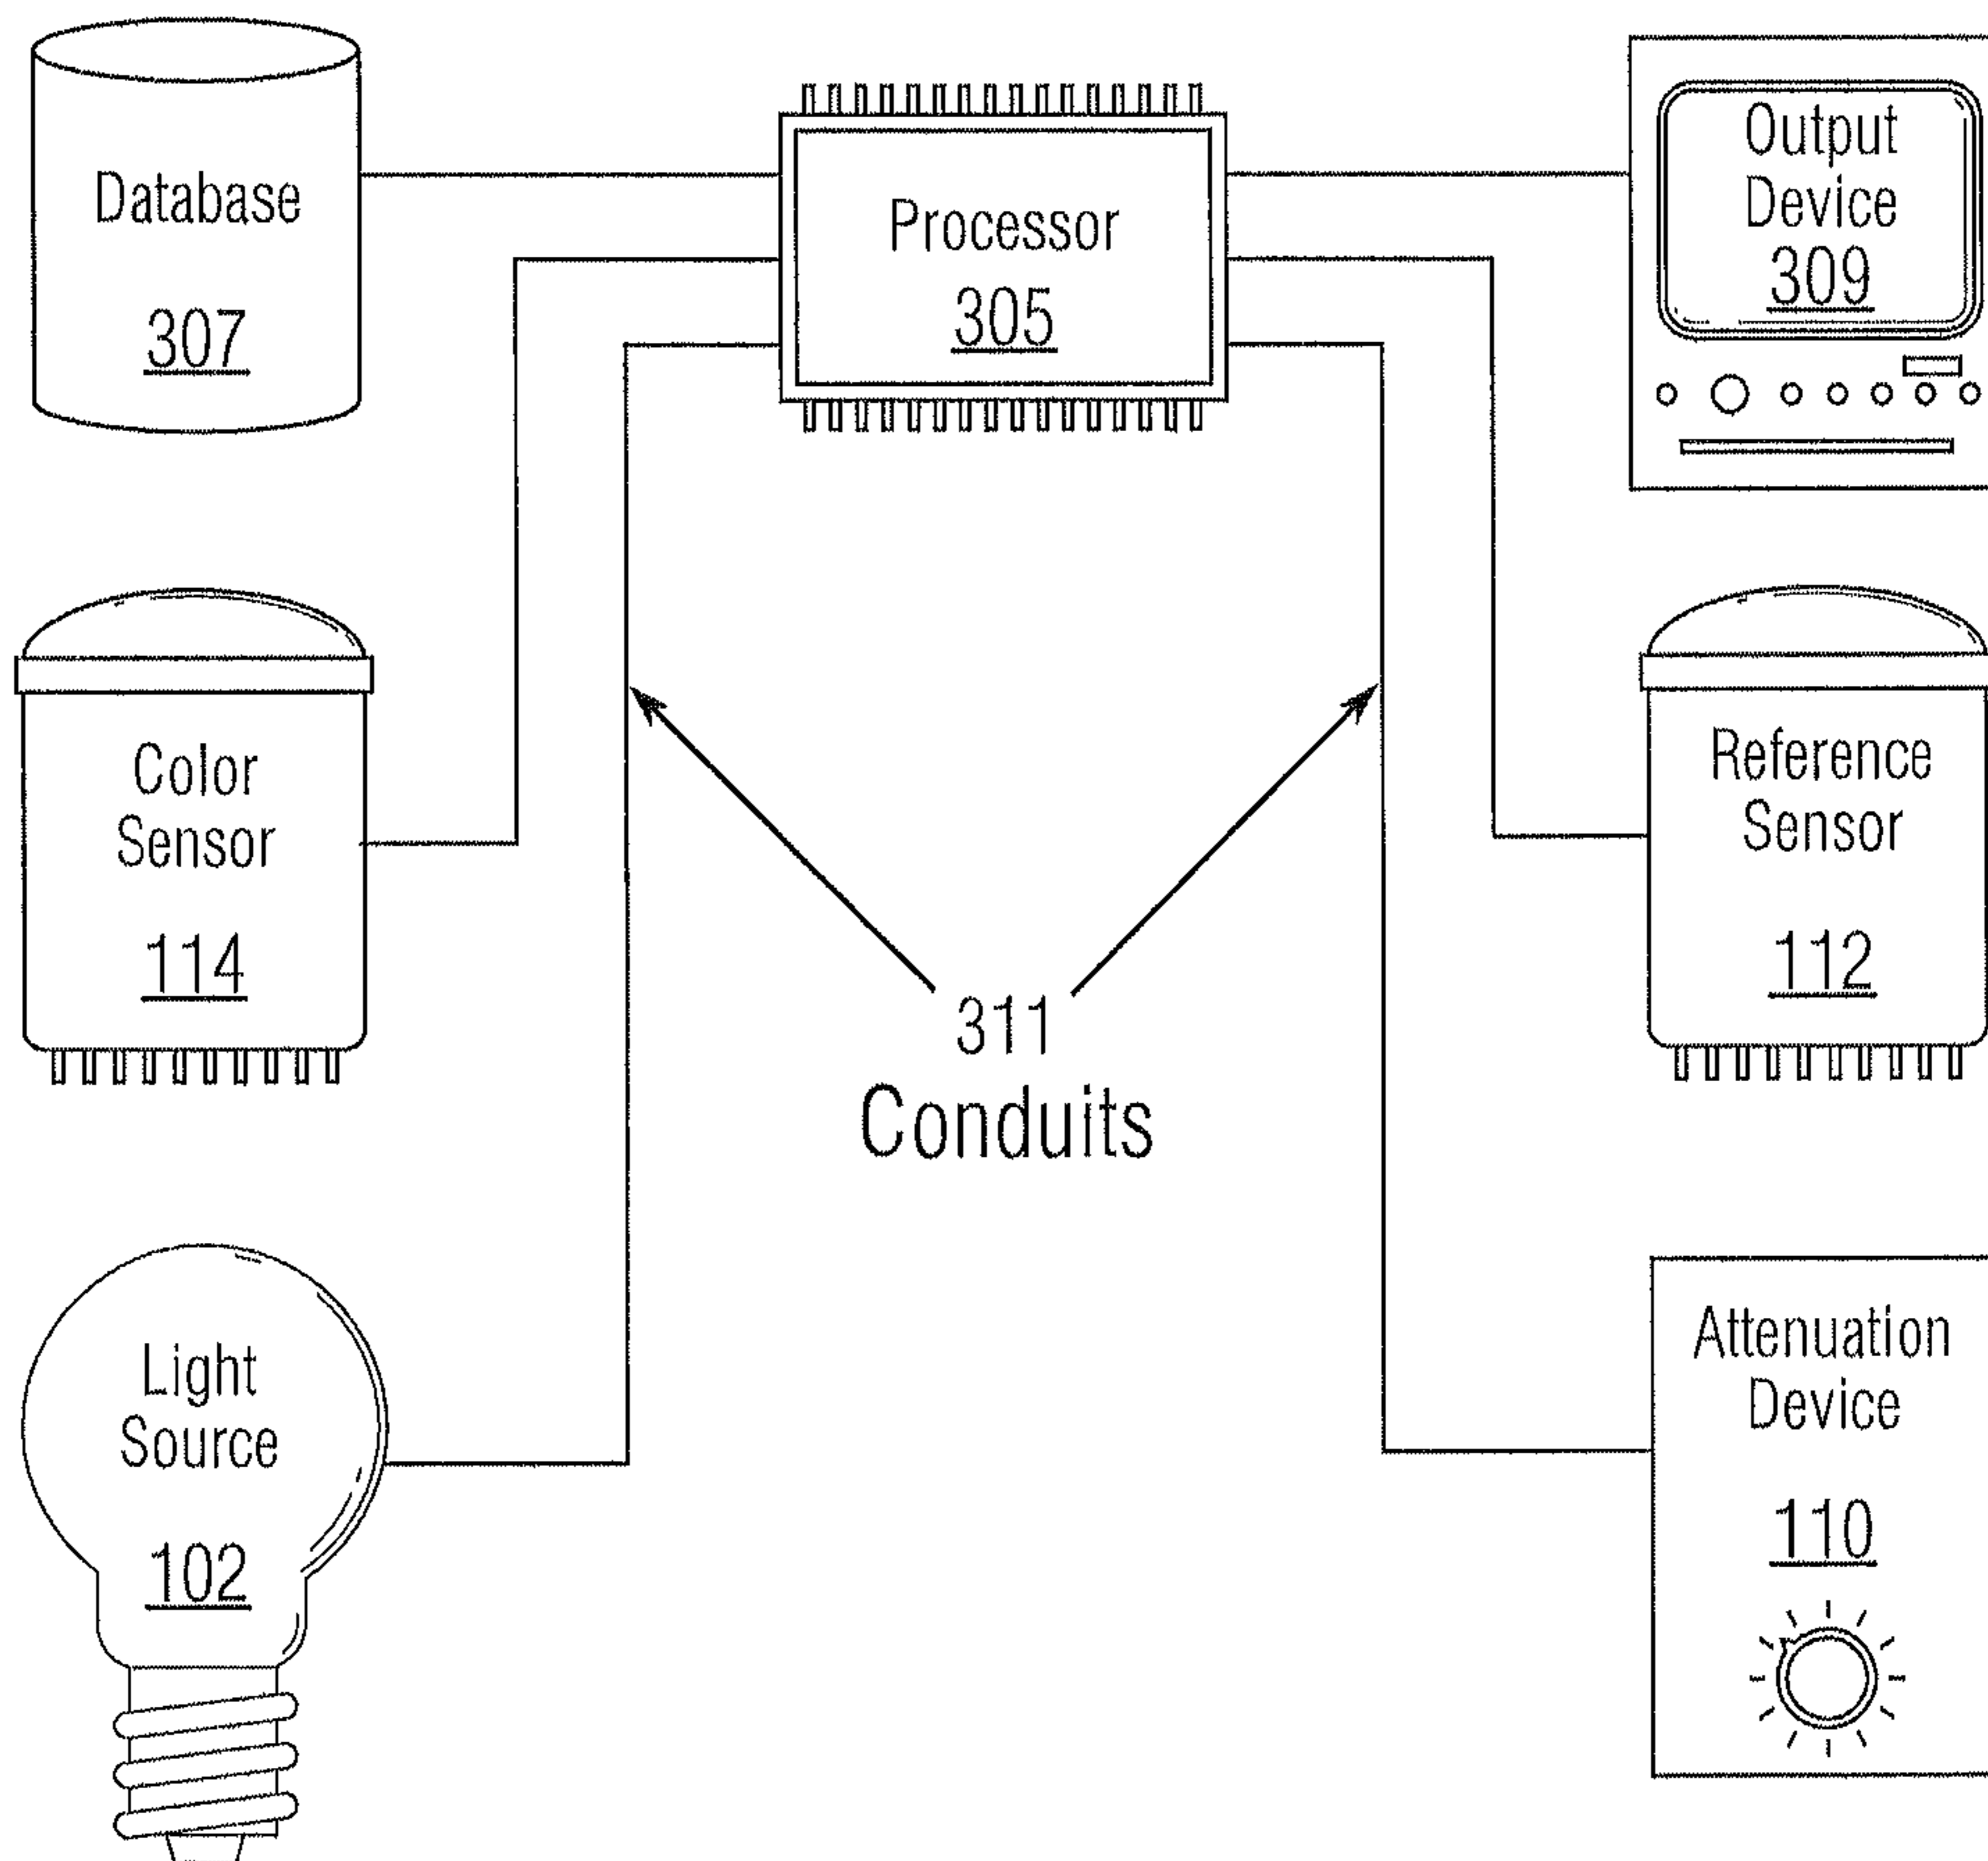 Database
307
Processor
305
Output
Device
309
Color
Sensor
114
Reference
Sensor
112
311
Conduits
Light
Source
102
Attenuation
Device
110